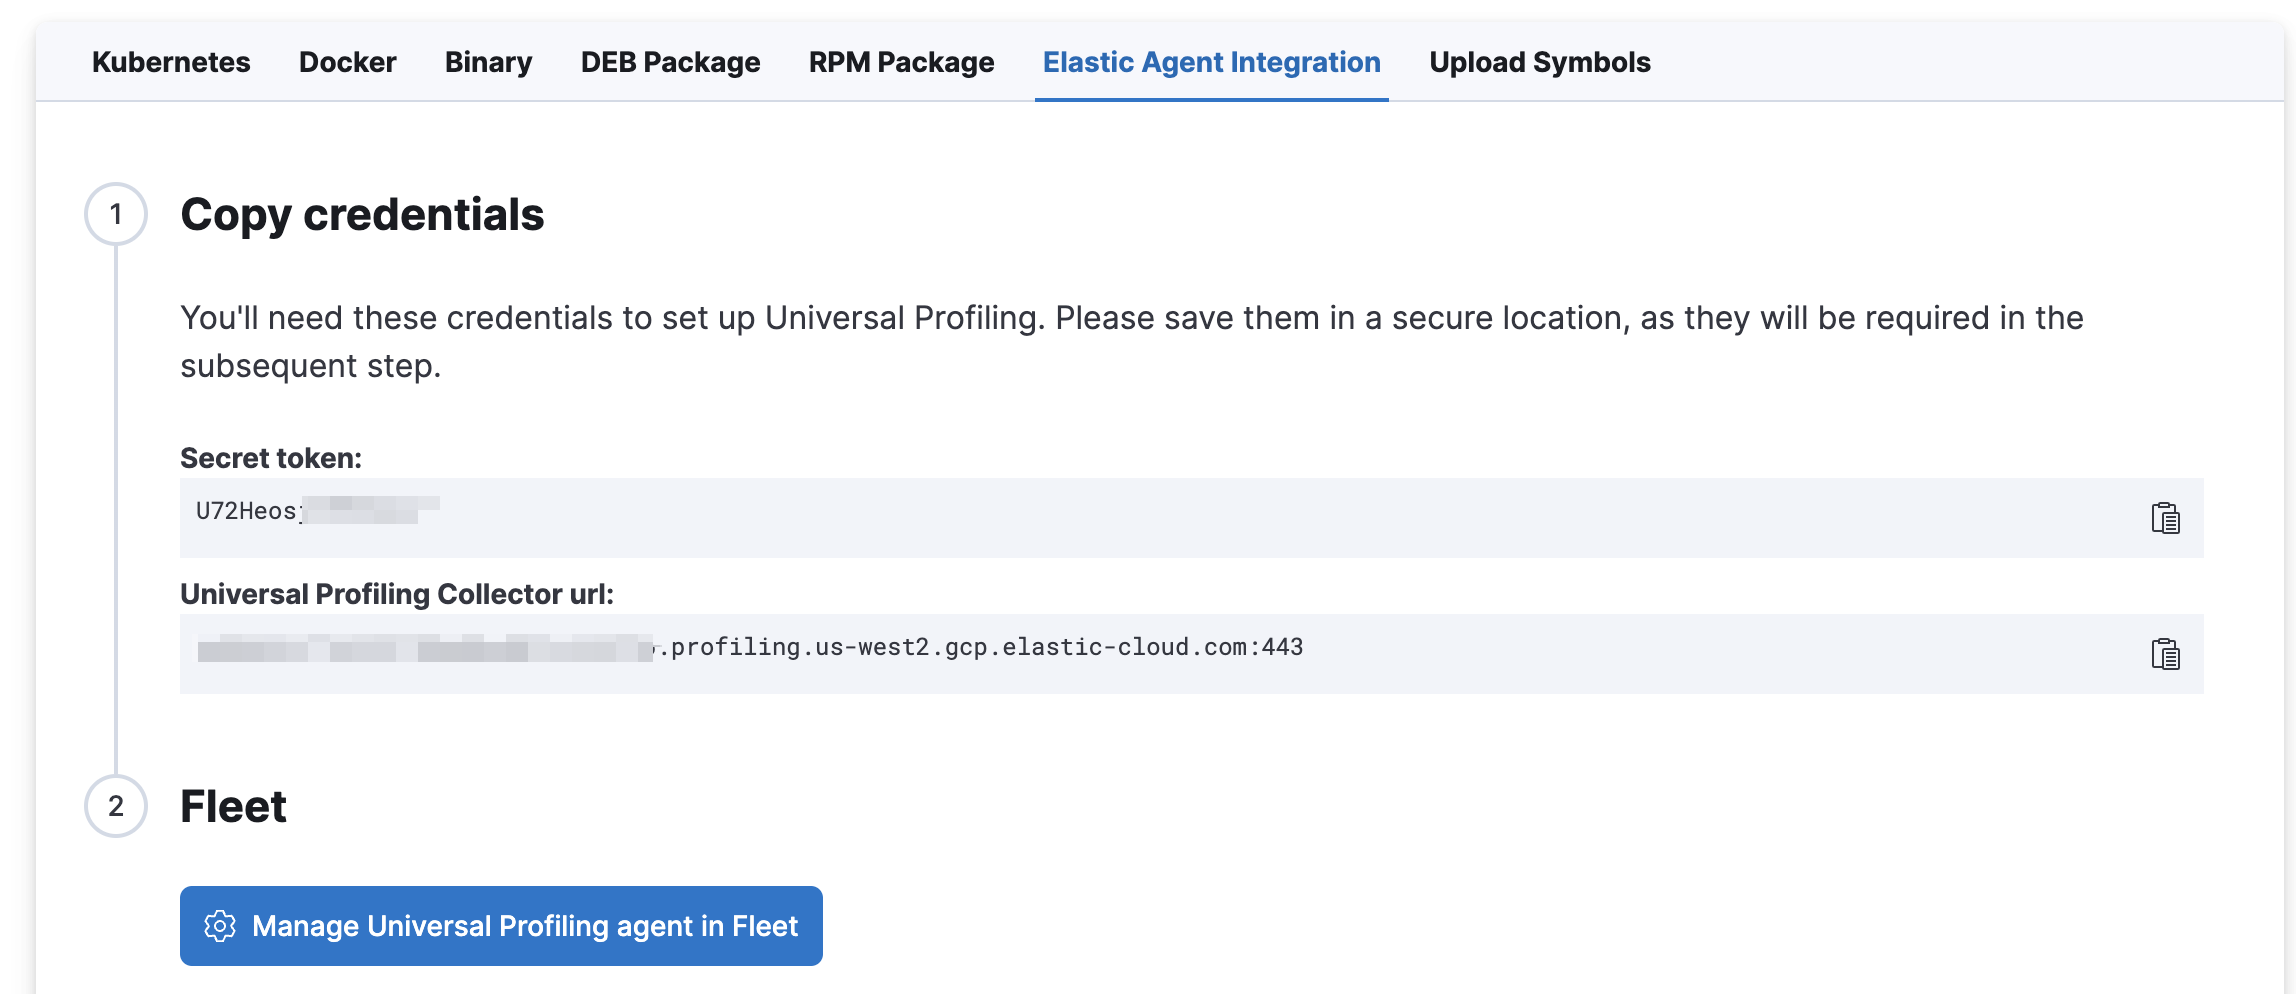 Kubernetes Docker Binary DEB Package RPM Package Elastic Agent Integration Upload Symbols
1 Copy credentials
You'll need these credentials to set up Universal Profiling. Please save them in a secure location, as they will be required in the
subsequent step.
Secret token:
U72Heos
Universal Profiling Collector url:
.profiling.us-west2.gcp.elastic-cloud.com:443
2 Fleet
Manage Universal Profiling agent in Fleet